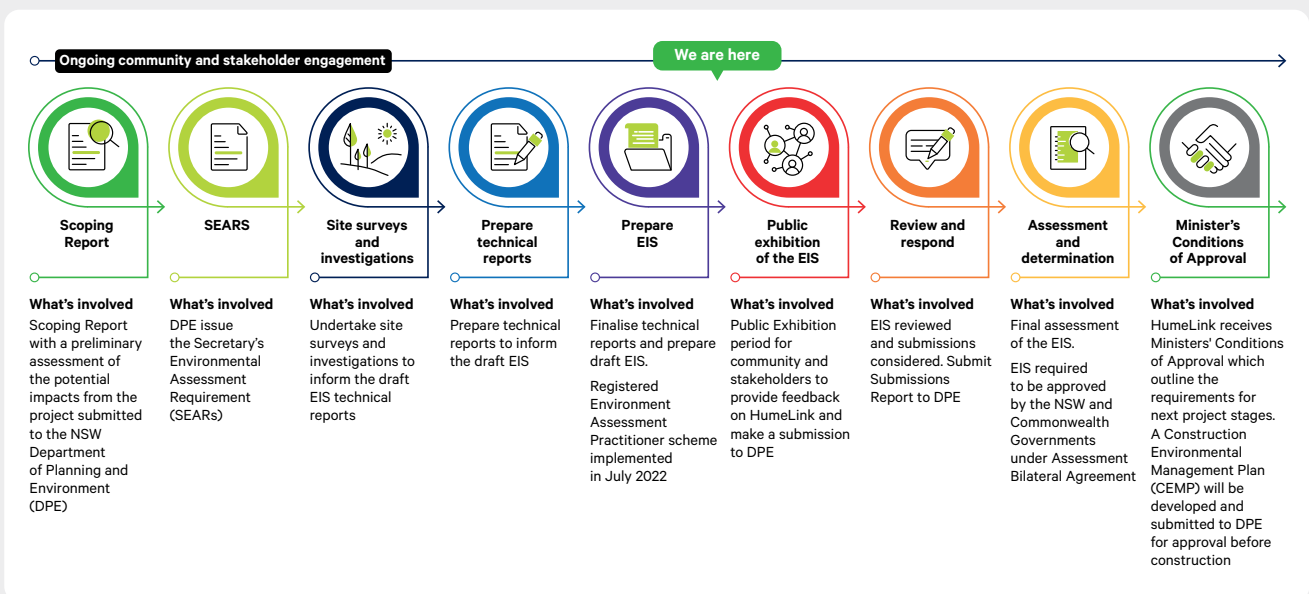 Ongoing community and stakeholder engagement
We are here
Scoping
Report
What's involved
Scoping Report
with a preliminary
assessment of
the potential
impacts from the
project submitted
to the NSW
Department
of Planning and
Environment
(DPE)
SEARS
What's involved
DPE issue
the Secretary's
Environmental
Assessment
Requirement
(SEARs)
Site surveys
and
investigations
What's involved
Undertake site
surveys and
investigations to
inform the draft
EIS technical
reports
Prepare
technical
reports
What's involved
Prepare technical
reports to inform
the draft EIS
Prepare
EIS
What's involved
Finalise technical
reports and prepare
draft EIS.
Registered
Environment
Assessment
Practitioner scheme
implemented
in July 2022
Public
exhibition
of the EIS
What's involved
Public Exhibition
period for
community and
stakeholders to
provide feedback
on HumeLink and
make a submission
to DPE
Review and
respond
What's involved
EIS reviewed
and submissions
considered. Submit
Submissions
Report to DPE
Assessment
and
determination
What's involved
Final assessment
of the EIS.
EIS required
to be approved
by the NSW and
Commonwealth
Governments
under Assessment
Bilateral Agreement
Minister's
Conditions
of Approval
What's involved
HumeLink receives
Ministers' Conditions
of Approval which
outline the
requirements for
next project stages.
A Construction
Environmental
Management Plan
(CEMP) will be
developed and
submitted to DPE
for approval before
construction